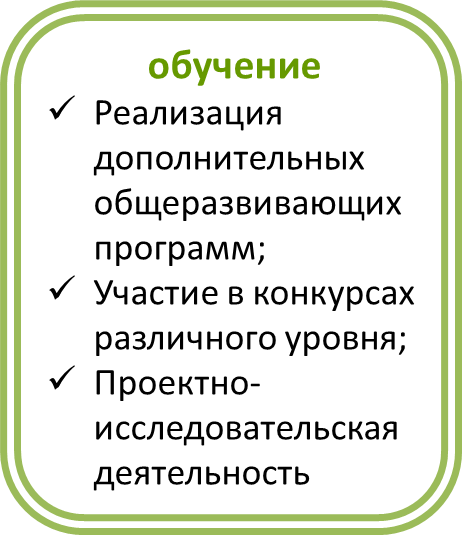 обучение
✓ Реализация
дополнительных
общеразвивающих
программ;
✓ Участие в конкурсах
различного уровня;
✓ Проектно-
исследовательская
деятельность